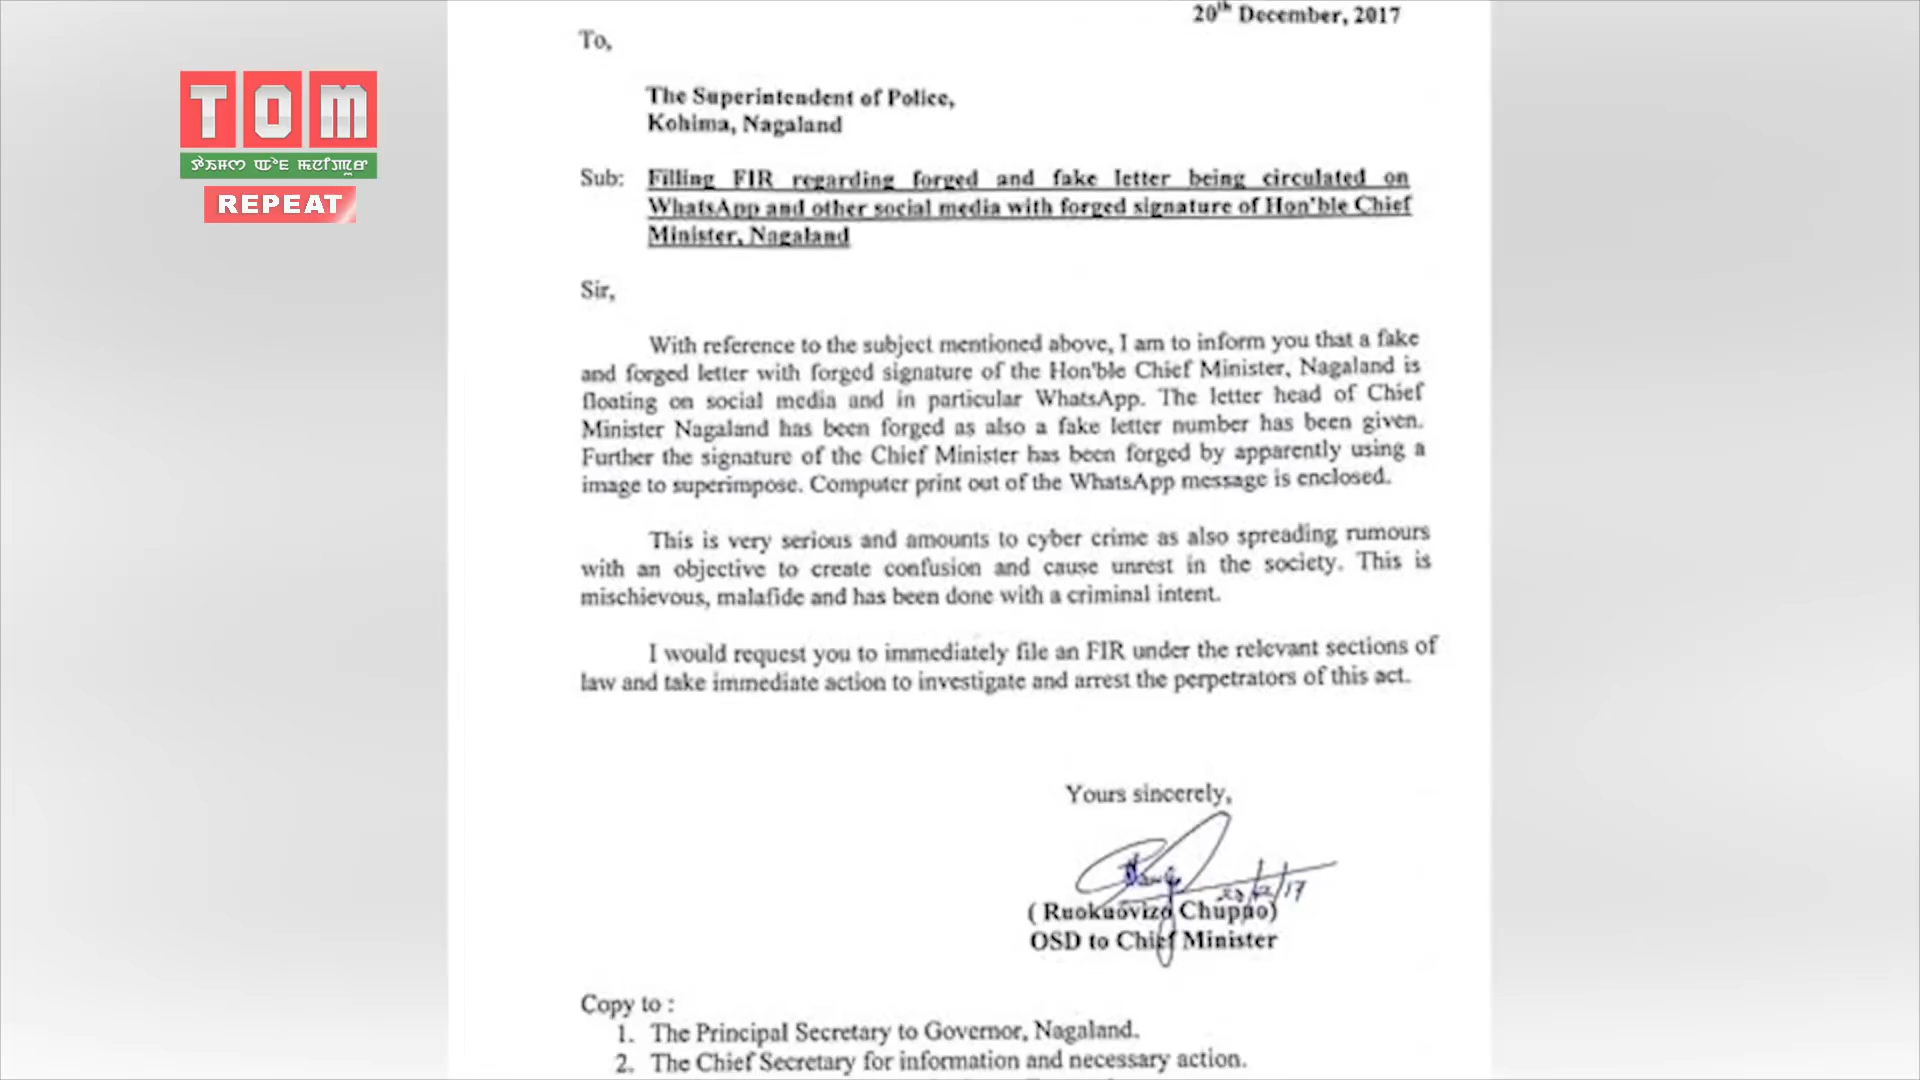 20th December, 2017
To,
TOM
The Superintendent of Police,
Kohima, Nagaland
REPEAT
Sub: Filling FIR regarding forged and fake letter being circulated on
WhatsApp and other social media with forged signature of Hon'ble Chief
Minister, Nagaland
Sir,
With reference to the subject mentioned above, I am to inform you that a fake
and forged letter with forged signature of the Hon'ble Chief Minister, Nagaland is
floating on social media and in particular WhatsApp. The letter head of Chief
Minister Nagaland has been forged as also a fake letter number has been given.
Further the signature of the Chief Minister has been forged by apparently using a
image to superimpose. Computer print out of the WhatsApp message is enclosed.
This is very serious and amounts to cyber crime as also spreading rumours
with an objective to create confusion and cause unrest in the society. This is
mischievous, malafide and has been done with a criminal intent.
I would request you to immediately file an FIR under the relevant sections of
law and take immediate action to investigate and arrest the perpetrators of this act.
Yours sincerely,
( Ruokuovizo Chupuo)
OSD to Chief Minister
Copy to :
1. The Principal Secretary to Governor, Nagaland.
2. The Chief Secretary for information and necessary action.